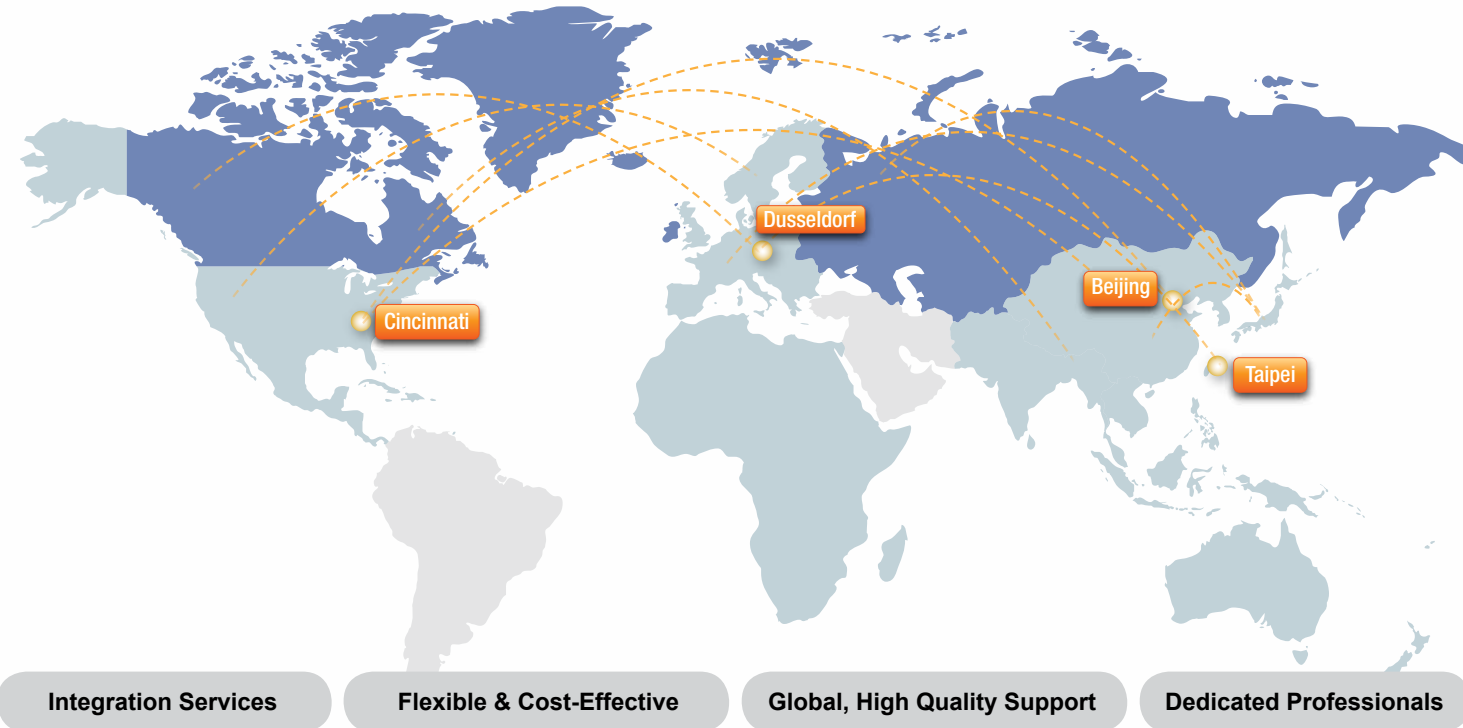 Dusseldorf
Beijing
Cincinnati
Taipei
Integration Services
Flexible & Cost-Effective
Global, High Quality Support
Dedicated Professionals